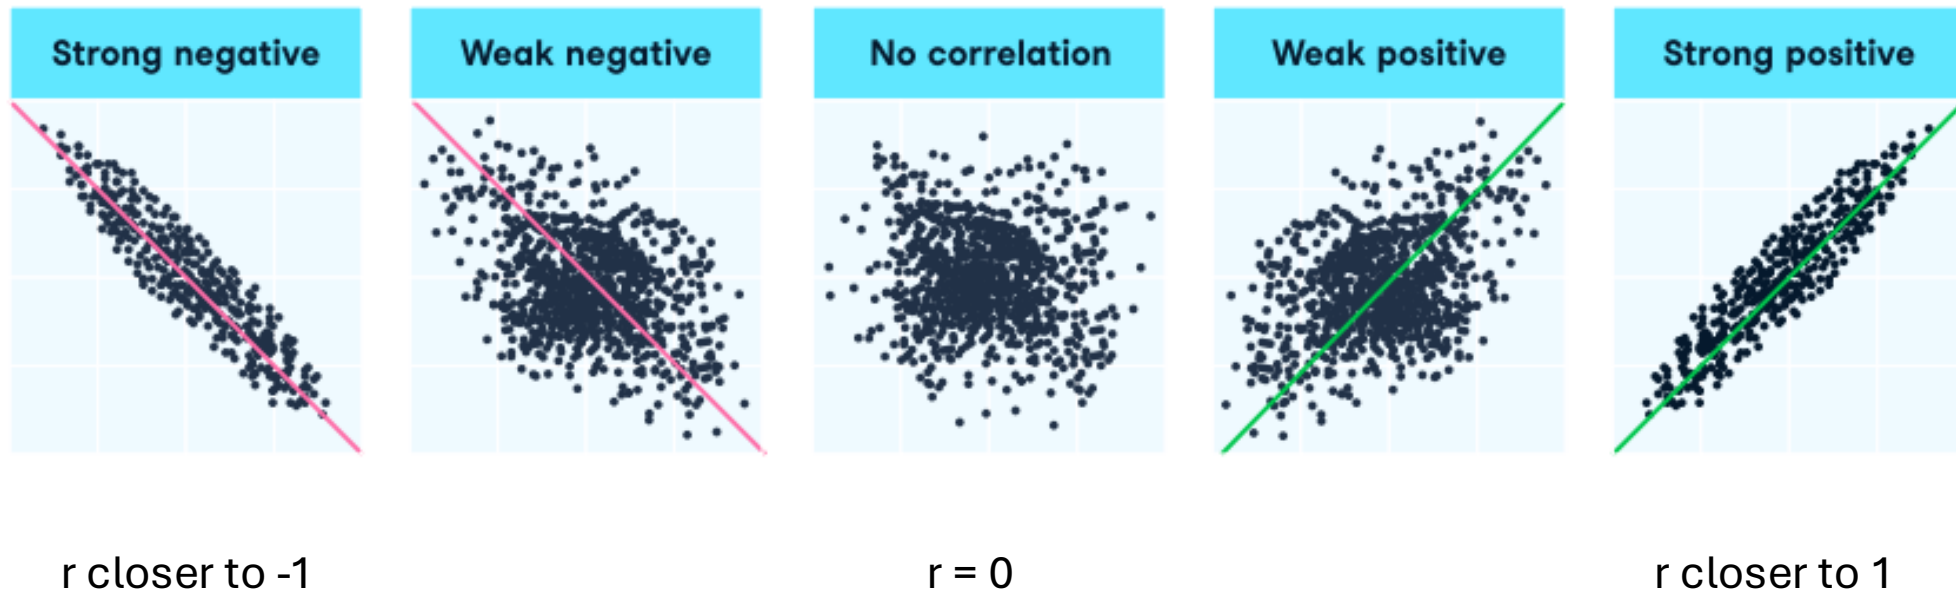 Strong negative
Weak negative
No correlation
Weak positive
Strong positive
r closer to -1
r = 0
r closer to 1